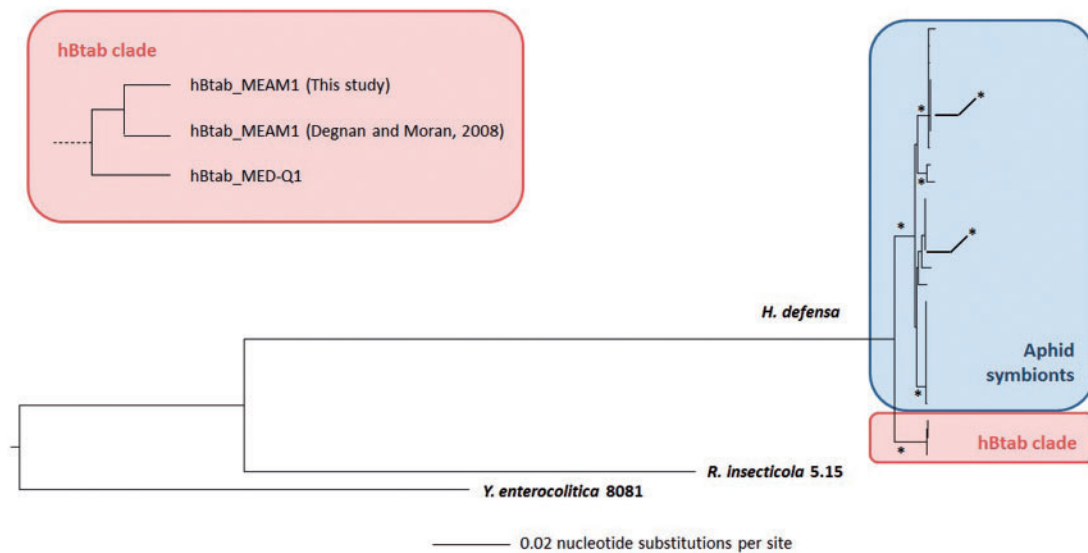 hBtab clade
hBtab_MEAM1 (This study)
hBtab_MEAM1 (Degnan and Moran, 2008)
hBtab_MED-Q1
*
*
*
*
*
*
H. defensa
Aphid
symbionts
*
hBtab clade
*
R. insecticola 5.15
Y. enterocolitica 8081
0.02 nucleotide substitutions per site